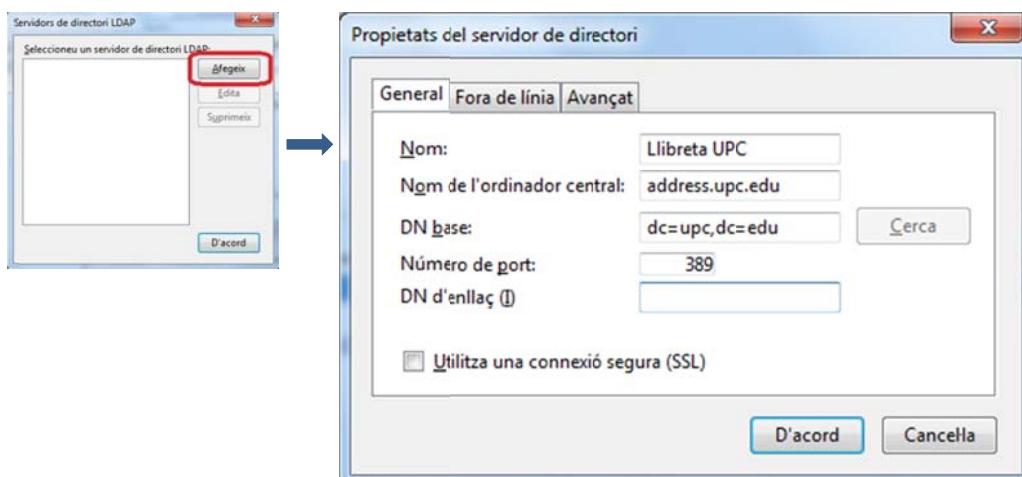 Servidors de directori LDAP
Seleccioneu un servidor de directori LDAP:
Afegeix
Edita
Suprimeix
D'acord
Propietats del servidor de directori
General Fora de línia Avançat
Nom: Llibreta UPC
Nom de l'ordinador central: address.upc.edu
DN base: dc=upc,dc=edu Cerca
Número de port: 389
DN d'enllaç (I)
Utilitza una connexió segura (SSL)
D'acord Cancel·la